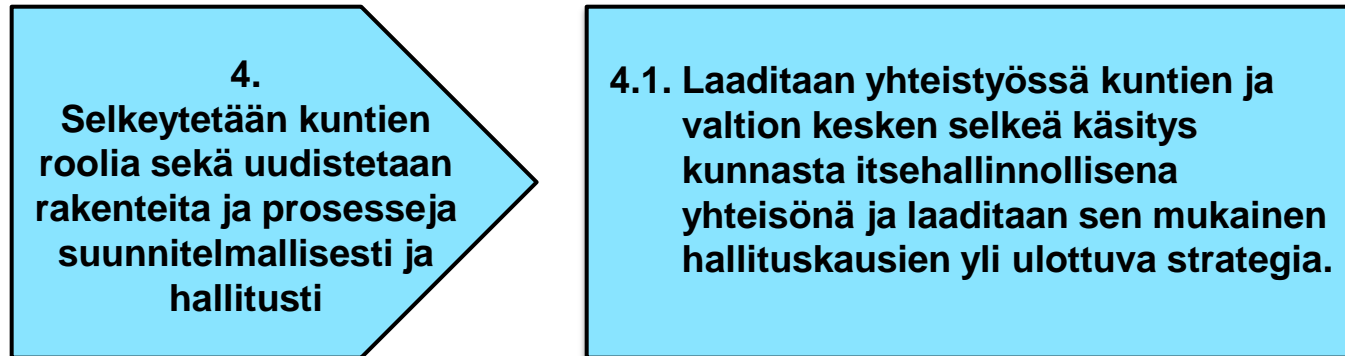 4.
Selkeytetään kuntien
roolia sekä uudistetaan
rakenteita ja prosesseja
suunnitelmallisesti ja
hallitusti
4.1. Laaditaan yhteistyössä kuntien ja
valtion kesken selkeä käsitys
kunnasta itsehallinnollisena
yhteisönä ja laaditaan sen mukainen
hallituskausien yli ulottuva strategia.